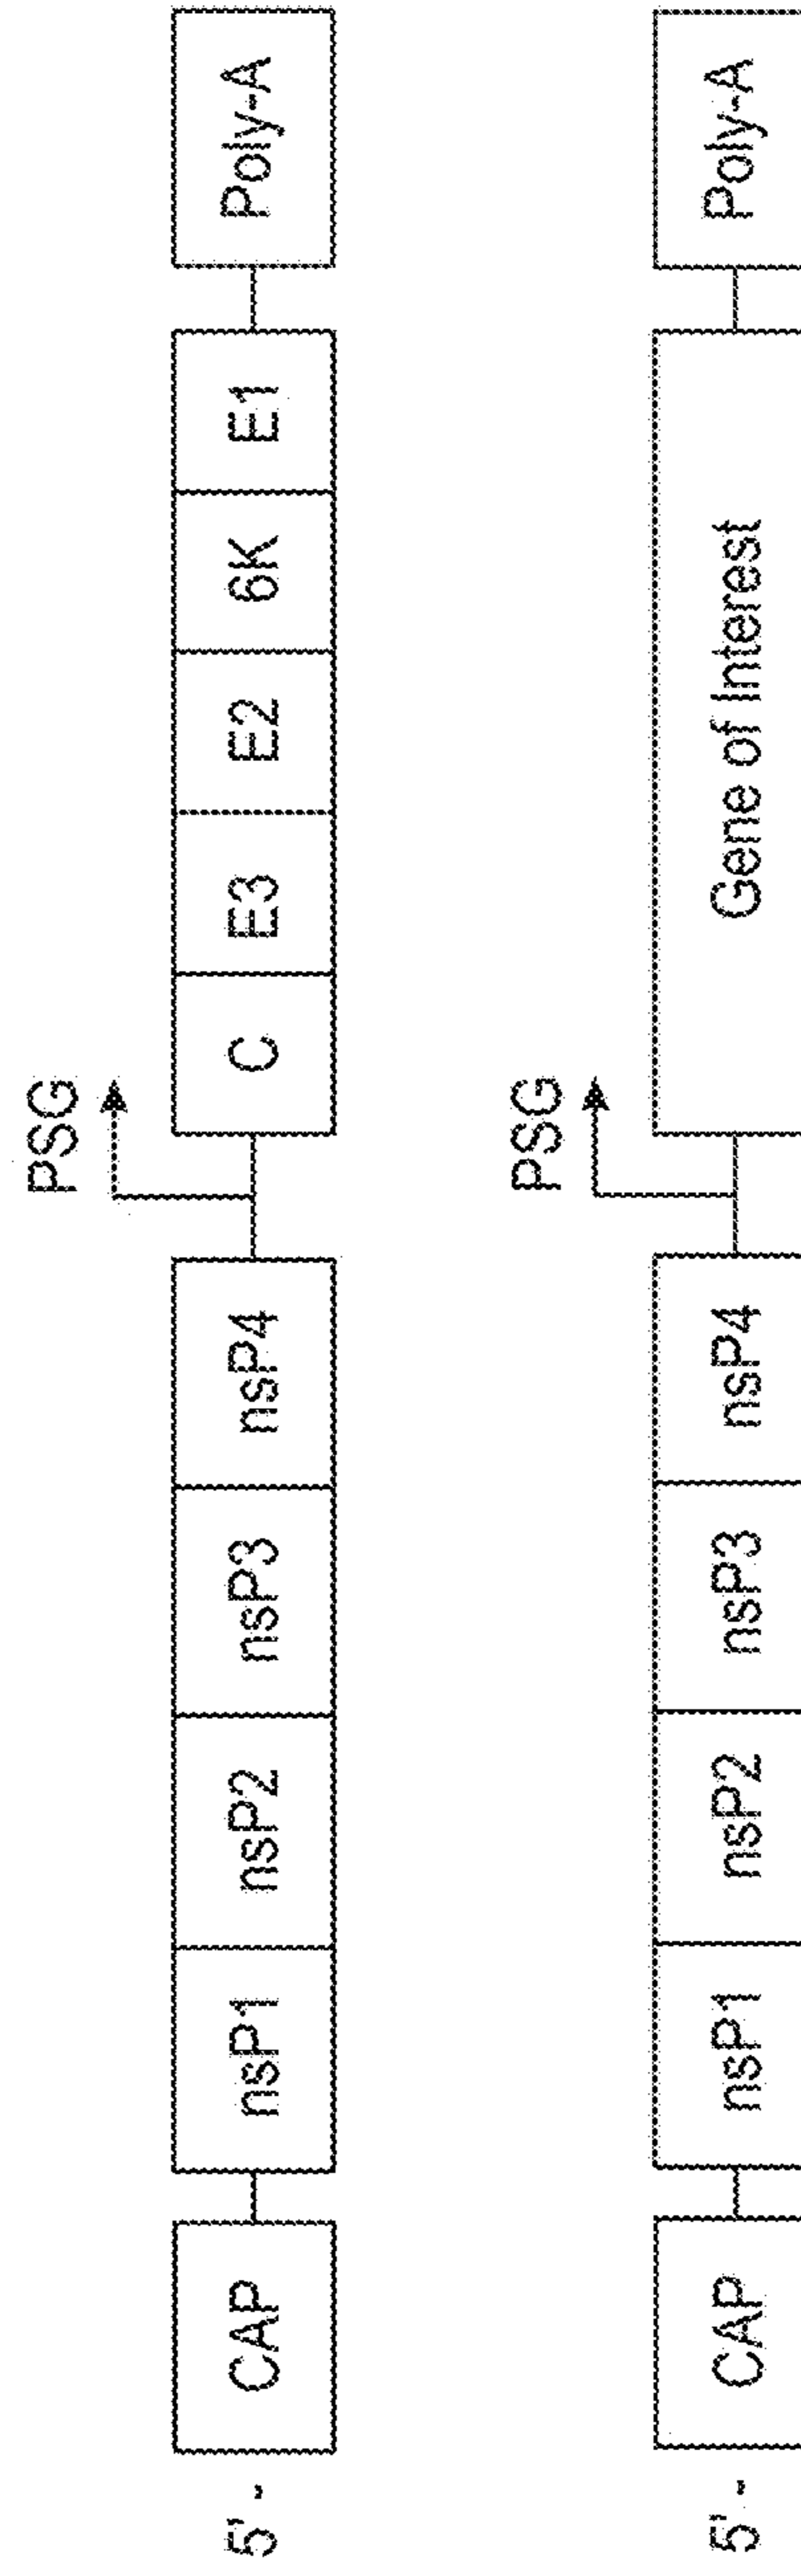 PSG
5' - CAP nsP1 nsP2 nsP3 nsP4 C E3 E2 6K E1 Poly-A
PSG
5' - CAP nsP1 nsP2 nsP3 nsP4 Gene of Interest Poly-A